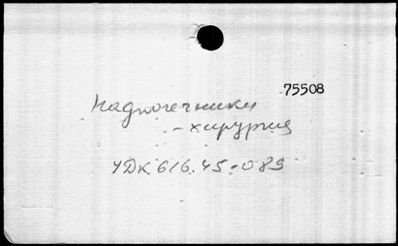 75508
Надпочечники
- хирургия
УДК 616.45-089